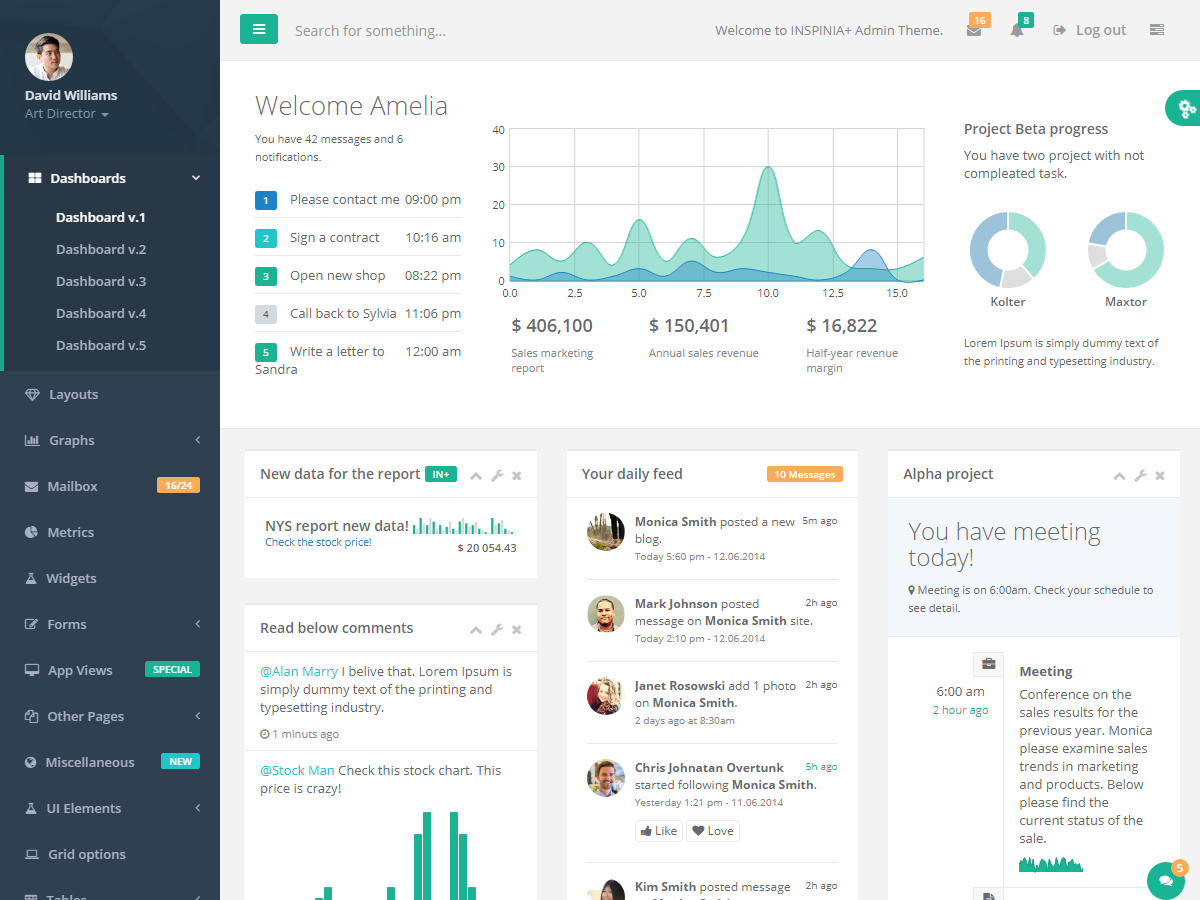 David Williams
Art Director
Dashboards
Dashboard v.1
Dashboard v.2
Dashboard v.3
Dashboard v.4
Dashboard v.5
Layouts
Graphs
Mailbox 16/24
Metrics
Widgets
Forms
App Views SPECIAL
Other Pages
Miscellaneous NEW
UI Elements
Grid options
Tables
Search for something...
Welcome to INSPINIA+ Admin Theme.
16
8
Log out
Welcome Amelia
You have 42 messages and 6
notifications.
1 Please contact me 09:00 pm
2 Sign a contract 10:16 am
3 Open new shop 08:22 pm
4 Call back to Sylvia 11:06 pm
5 Write a letter to 12:00 am
Sandra
40
30
20
10
0
0.0 2.5 5.0 7.5 10.0 12.5 15.0
$ 406,100
Sales marketing
report
$ 150,401
Annual sales revenue
$ 16,822
Half-year revenue
margin
Project Beta progress
You have two project with not
compleated task.
Kolter Maxtor
Lorem Ipsum is simply dummy text of
the printing and typesetting industry.
New data for the report IN+
NYS report new data!
Check the stock price!
$ 20 054.43
Read below comments
@Alan Marry I belive that. Lorem Ipsum is
simply dummy text of the printing and
typesetting industry.
1 minuts ago
@Stock Man Check this stock chart. This
price is crazy!
Your daily feed 10 Messages
Monica Smith posted a new 5m ago
blog.
Today 5:60 pm - 12.06.2014
Mark Johnson posted 2h ago
message on Monica Smith site.
Today 2:10 pm - 12.06.2014
Janet Rosowski add 1 photo 2h ago
on Monica Smith.
2 days ago at 8:30am
Chris Johnatan Overtunk 5h ago
started following Monica Smith.
Yesterday 1:21 pm - 11.06.2014
Like Love
Kim Smith posted message 2h ago
Alpha project
You have meeting
today!
Meeting is on 6:00am. Check your schedule to
see detail.
6:00 am
2 hour ago
Meeting
Conference on the
sales results for the
previous year. Monica
please examine sales
trends in marketing
and products. Below
please find the
current status of the
sale.
5